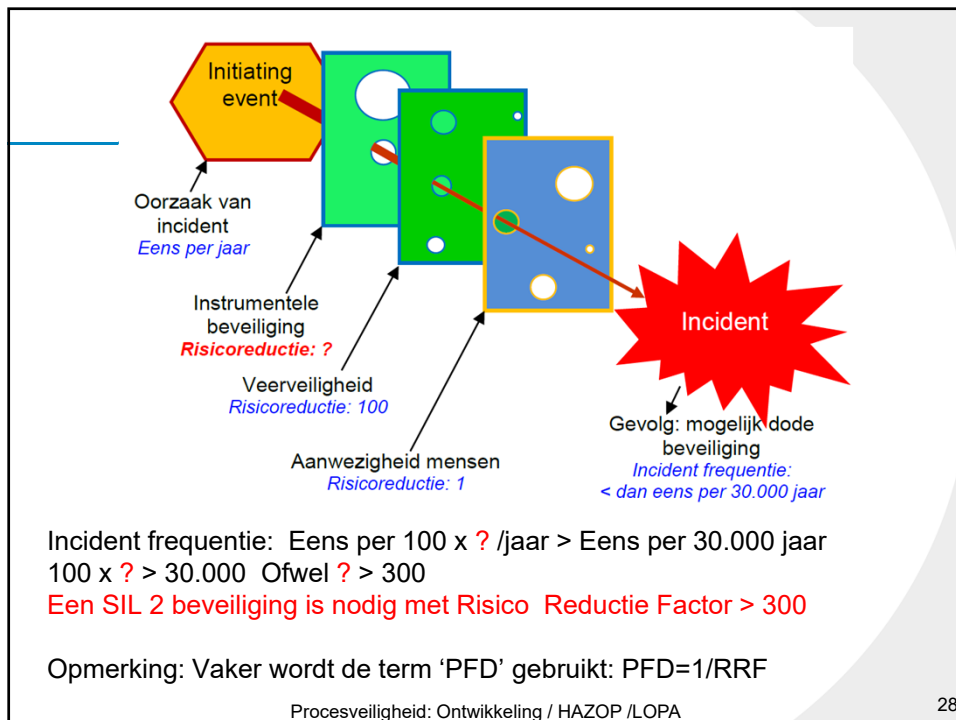 Initiating
event
Oorzaak van
incident
Eens per jaar
Instrumentele
beveiliging
Risicoreductie: ?
Veerveiligheid
Risicoreductie: 100
Aanwezigheid mensen
Risicoreductie: 1
Incident
Gevolg: mogelijk dode
beveiliging
Incident frequentie:
< dan eens per 30.000 jaar
Incident frequentie: Eens per 100 x ? /jaar > Eens per 30.000 jaar
100 x ? > 30.000 Ofwel ? > 300
Een SIL 2 beveiliging is nodig met Risico Reductie Factor > 300
Opmerking: Vaker wordt de term ‘PFD’ gebruikt: PFD=1/RRF
Procesveiligheid: Ontwikkeling / HAZOP /LOPA
28